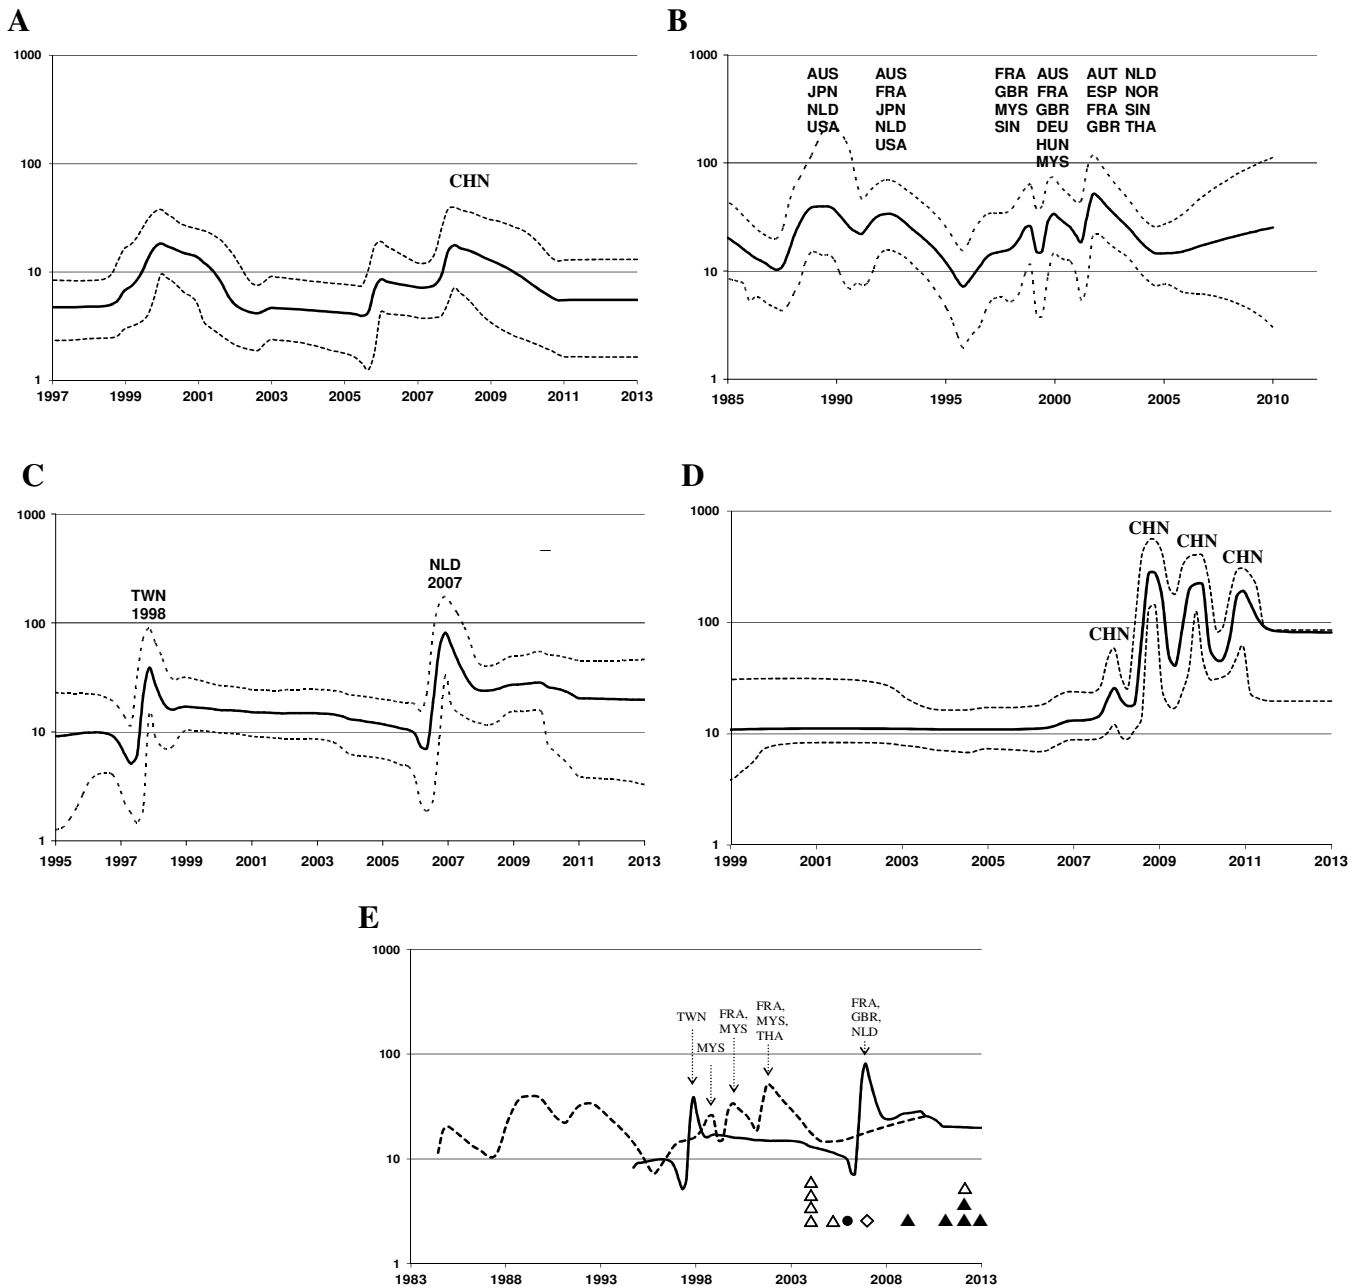 A
1000
100
10
1
CHN
1997 1999 2001 2003 2005 2007 2009 2011 2013
B
1000
100
10
1
AUS
JPN
NLD
USA
AUS
FRA
JPN
NLD
USA
FRA
GBR
MYS
SIN
AUS
FRA
GBR
DEU
HUN
MYS
AUT NLD
ESP NOR
FRA SIN
GBR THA
1985 1990 1995 2000 2005 2010
C
1000
100
10
1
TWN
1998
NLD
2007
1995 1997 1999 2001 2003 2005 2007 2009 2011 2013
D
1000
100
10
1
CHN
CHN
CHN
CHN
1999 2001 2003 2005 2007 2009 2011 2013
E
1000
100
10
1
TWN
MYS
FRA,
MYS
FRA,
MYS,
THA
FRA,
GBR,
NLD
1983 1988 1993 1998 2003 2008 2013